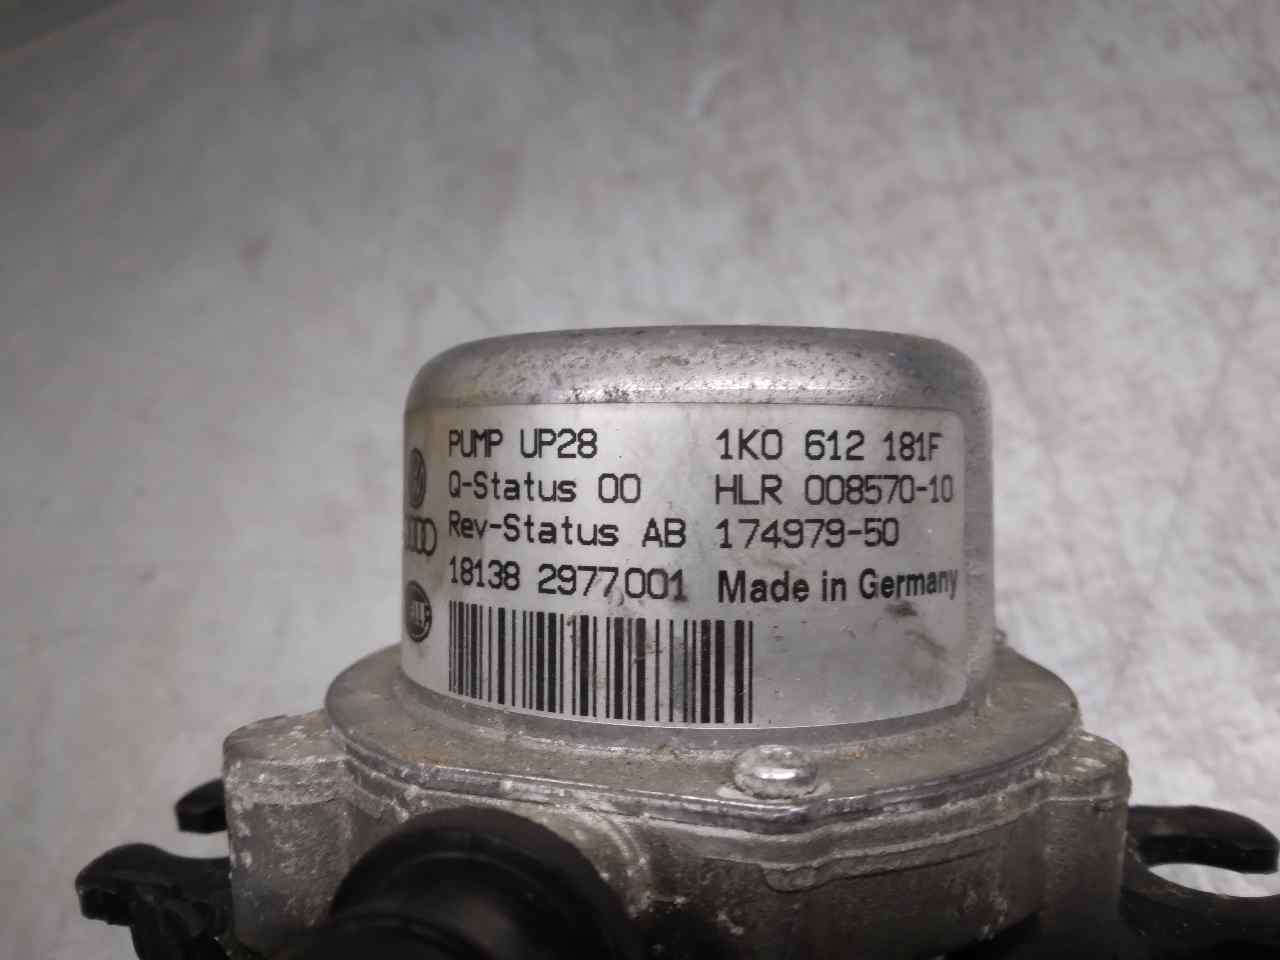 PUMP UP28 1K0 612 181F
Q-Status 00 HLR 008570-10
Rev-Status AB 174979-50
18138 2977001 Made in Germany